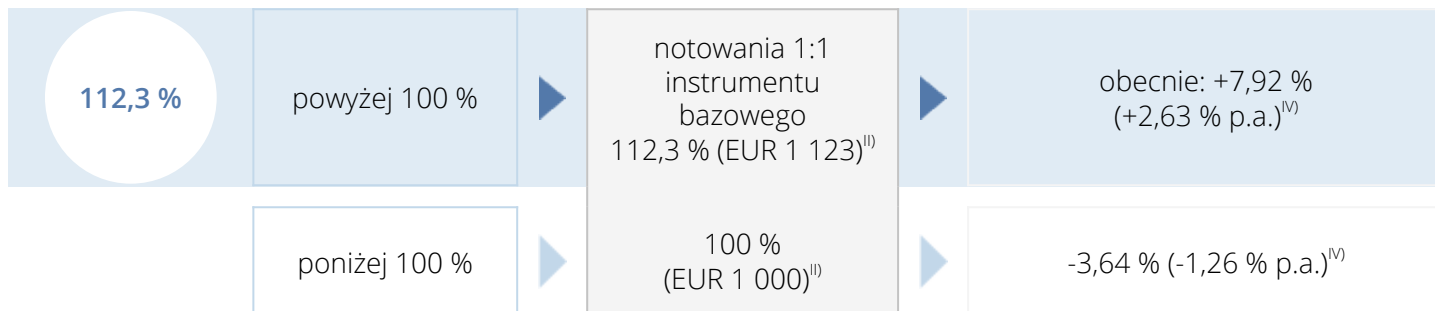 112,3 %
powyżej 100 %
notowania 1:1
instrumentu
bazowego
112,3 % (EUR 1 123)II)
obecnie: +7,92 %
(+2,63 % p.a.)IV)
poniżej 100 %
100 %
(EUR 1 000)II)
-3,64 % (-1,26 % p.a.)IV)